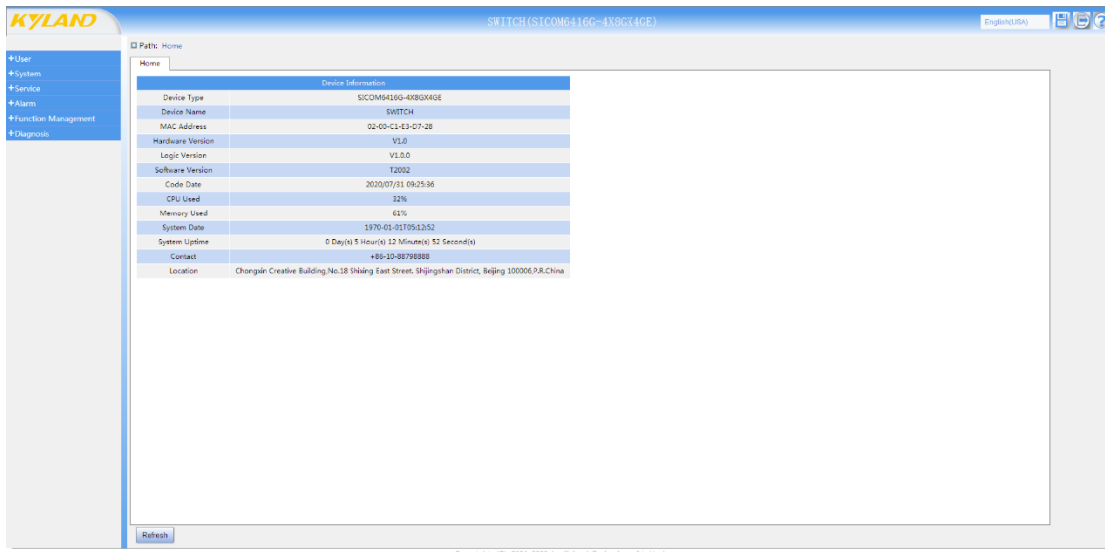 KYLAND
SWITCH(SICOM6416G-4X8GX4GE)
English(USA)
Path: Home
Home
+User
+System
+Service
+Alarm
+Function Management
+Diagnosis
Device Information
Device Type SICOM6416G-4X8GX4GE
Device Name SWITCH
MAC Address 02-00-C1-E3-D7-2B
Hardware Version V1.0
Logic Version V1.0.0
Software Version T2002
Code Date 2020/07/31 09:25:36
CPU Used 32%
Memory Used 61%
System Date 1970-01-01T05:12:52
System Uptime 0 Day(s) 5 Hour(s) 12 Minute(s) 52 Second(s)
Contact +86-10-88798888
Location Chongxin Creative Building,No.18 Shixing East Street. Shijingshan District, Beijing 100006,P.R.China
Refresh